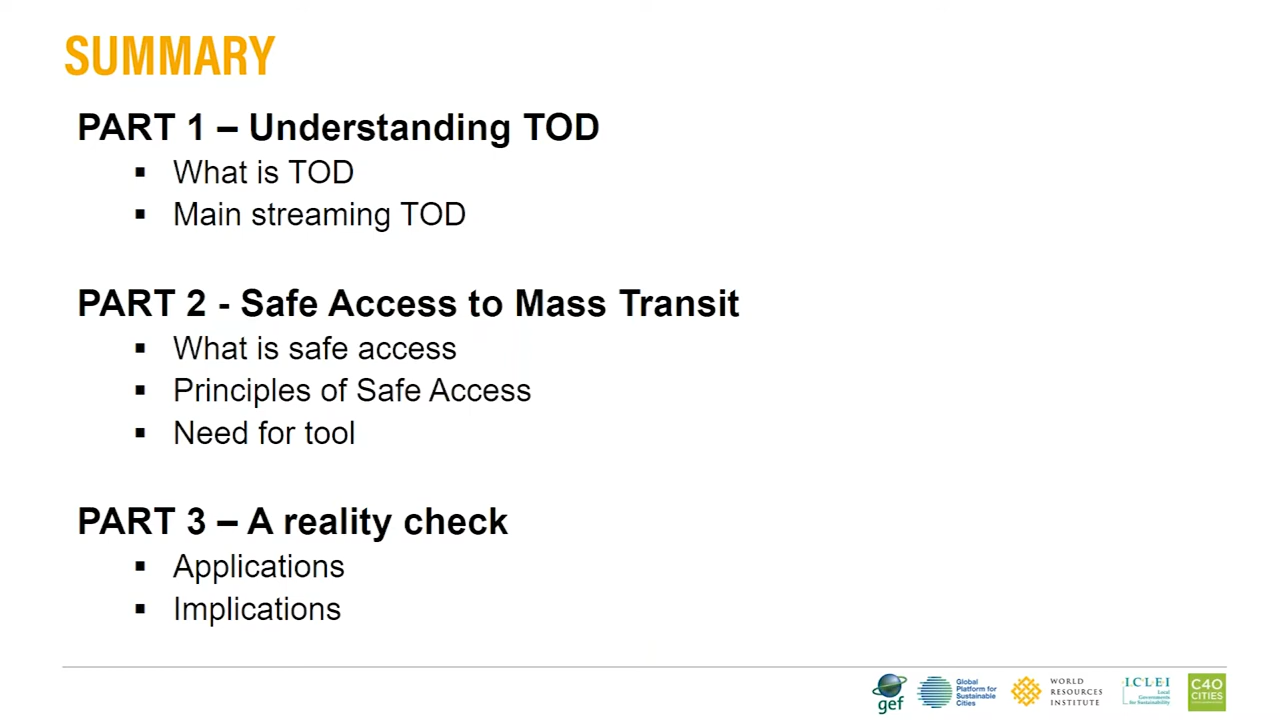 SUMMARY
PART 1 – Understanding TOD
▪ What is TOD
▪ Main streaming TOD
PART 2 - Safe Access to Mass Transit
▪ What is safe access
▪ Principles of Safe Access
▪ Need for tool
PART 3 – A reality check
▪ Applications
▪ Implications
gef
Global
Platform for
Sustainable
Cities
WORLD
RESOURCES
INSTITUTE
I.C.L.E.I
Local
Governments
for Sustainability
C40
CITIES